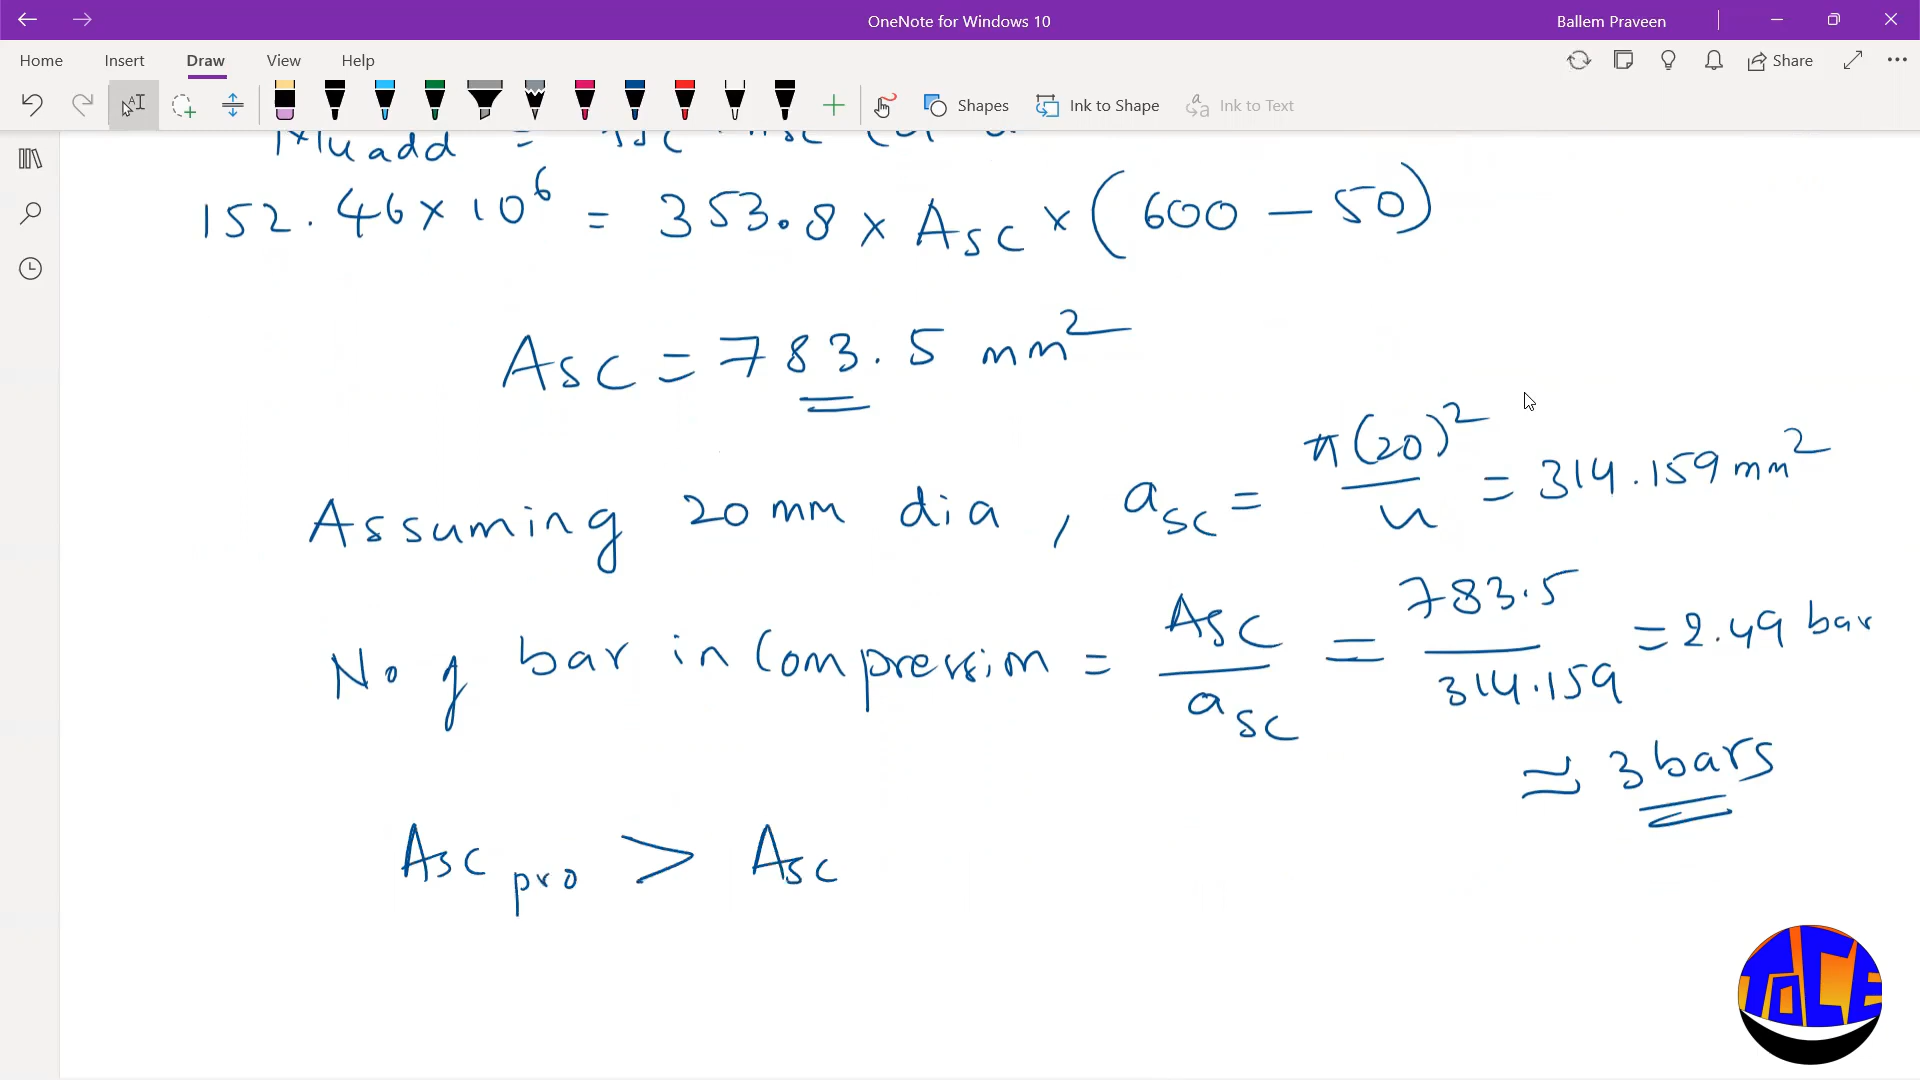 OneNote for Windows 10
Ballem Praveen
Home Insert Draw View Help
Share
Shapes Ink to Shape Ink to Text
Mu add =
152.46 × 10⁶ = 353.8 × Asc × (600 − 50)
Asc = 783.5 mm²
Assuming 20 mm dia, asc = π(20)²/4 = 314.159 mm²
No of bar in Compression = Asc/asc = 783.5/314.159 = 2.49 bar
≈ 3 bars
Asc pro > Asc